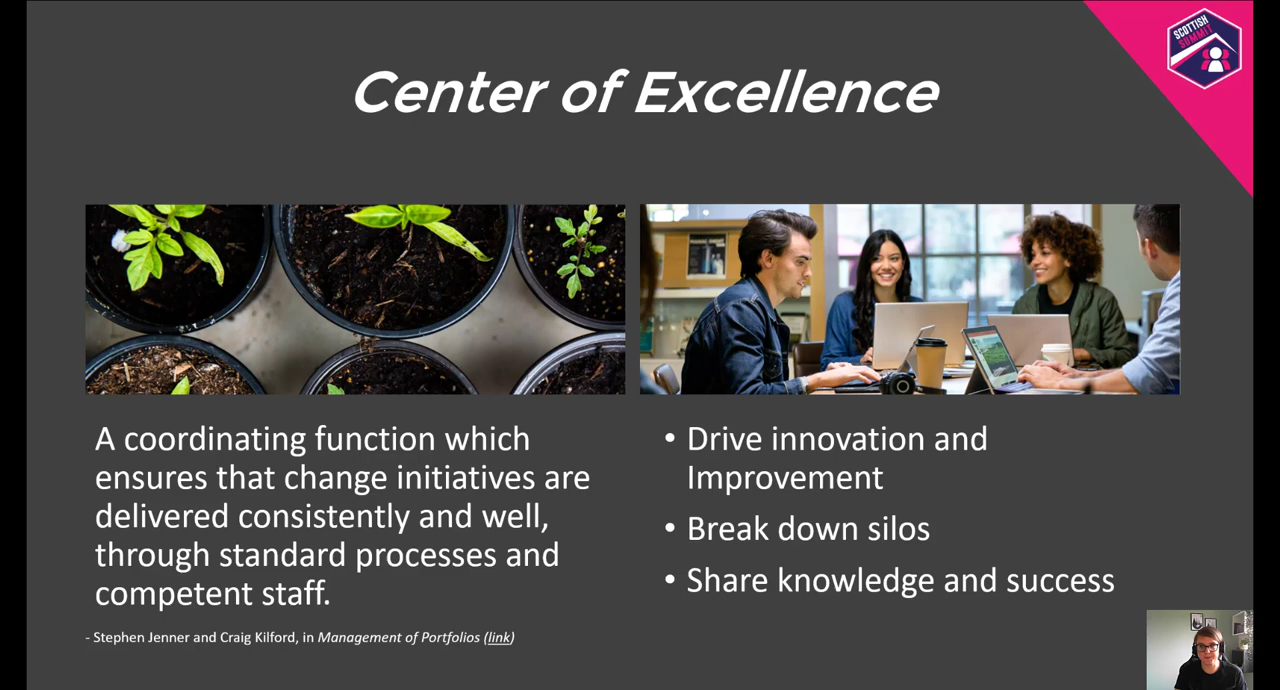 SCOTTISH
SUMMIT
Center of Excellence
A coordinating function which
ensures that change initiatives are
delivered consistently and well,
through standard processes and
competent staff.
- Stephen Jenner and Craig Kilford, in Management of Portfolios (link)
• Drive innovation and
Improvement
• Break down silos
• Share knowledge and success